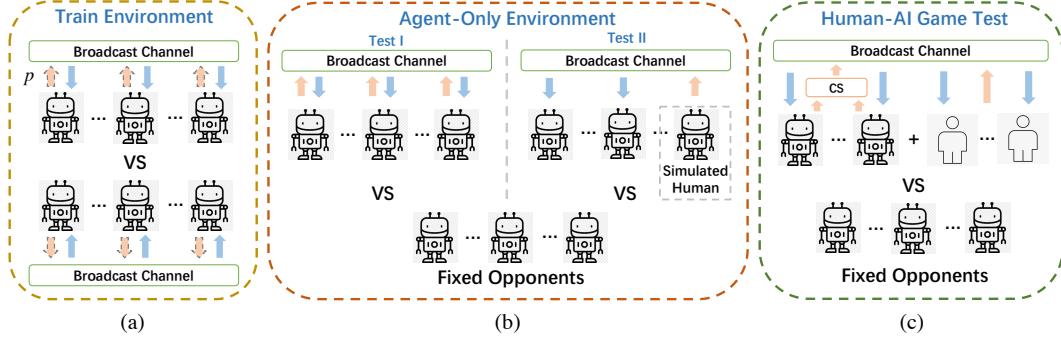 Train Environment
Broadcast Channel
p
...
...
VS
...
...
Broadcast Channel
(a)
Agent-Only Environment
Test I
Broadcast Channel
...
...
VS
Test II
Broadcast Channel
...
...
Simulated
Human
VS
...
...
Fixed Opponents
(b)
Human-AI Game Test
Broadcast Channel
CS
...
+
...
VS
...
...
Fixed Opponents
(c)